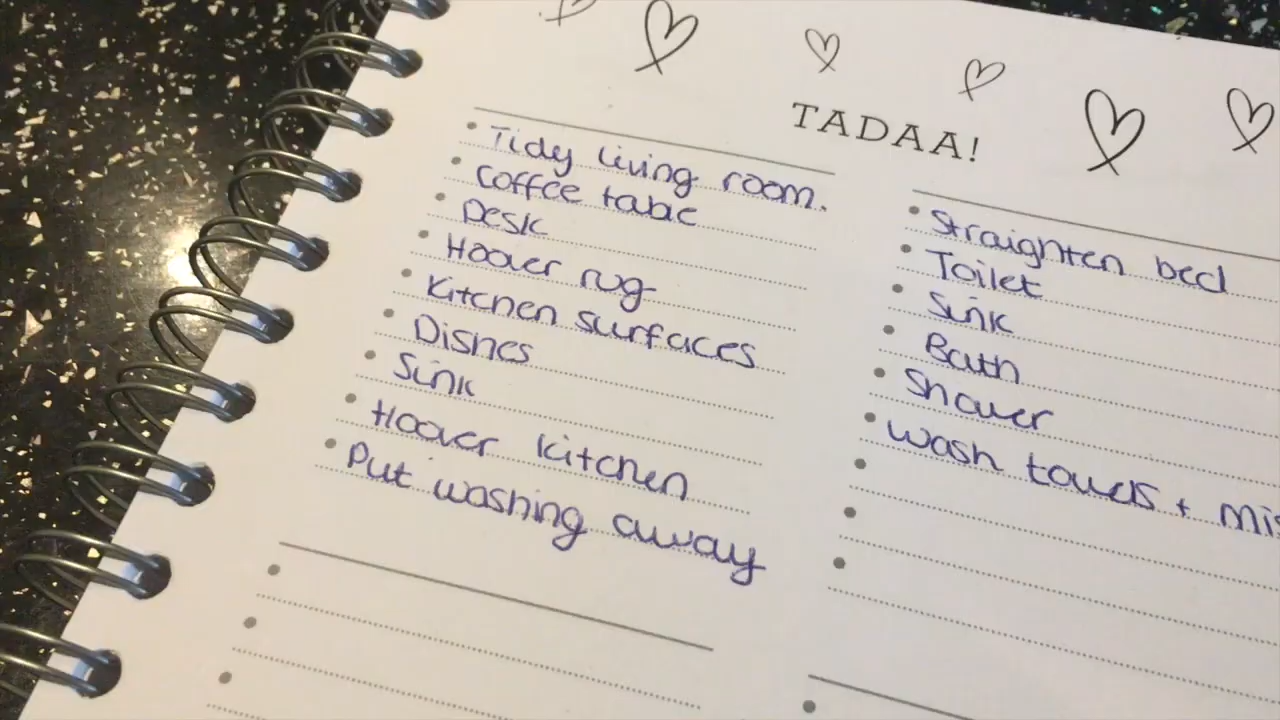 TADAA!
Tidy living room.
Coffee table
Desk
Hoover rug
Kitchen surfaces
Dishes
Sink
Hoover kitchen
Put washing away
Straighten bed
Toilet
Sink
Bath
Shower
Wash towels +